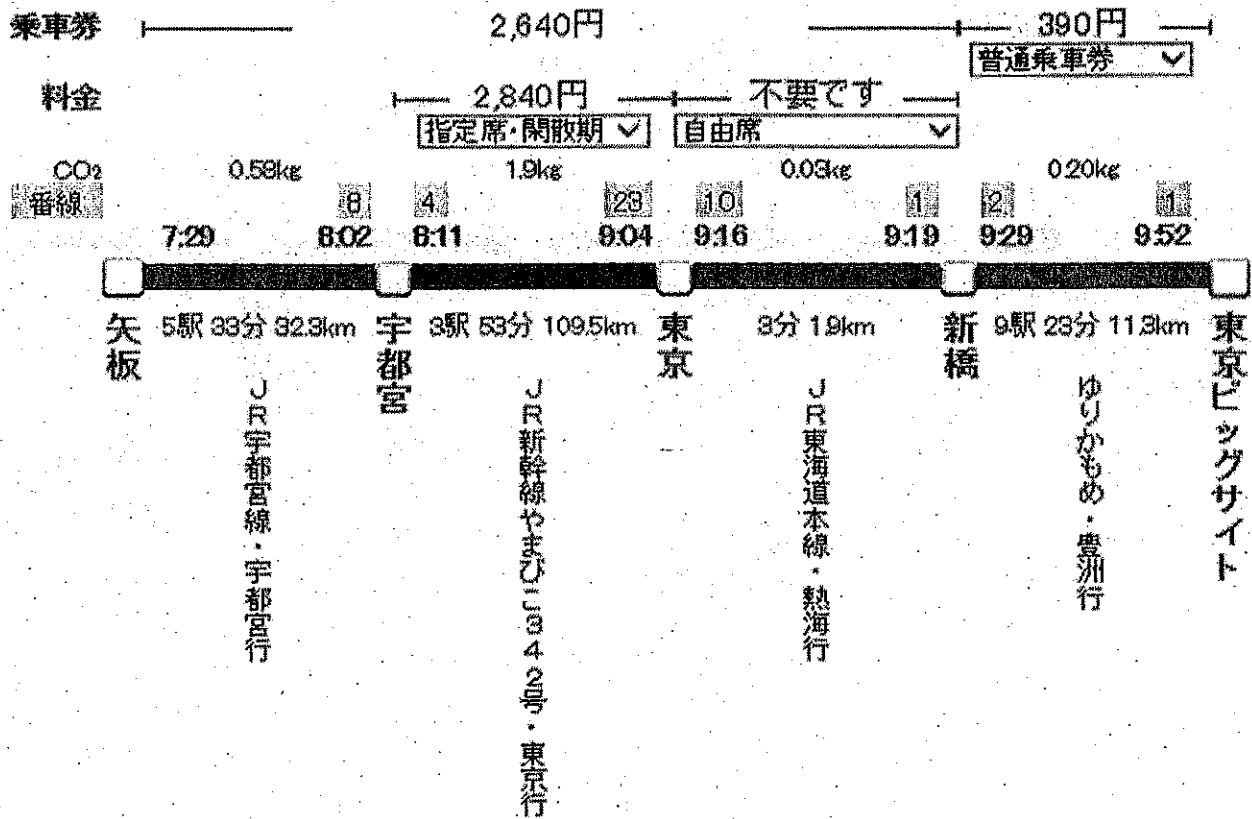 乗車券 2,640円 390円
普通乗車券
料金 2,840円 不要です
指定席・閑散期 自由席
CO2 0.58kg 1.9kg 0.03kg 0.20kg
番線 8 4 23 10 1 2 1
7:29 8:02 8:11 9:04 9:16 9:19 9:29 9:52
5駅 33分 32.3km 3駅 53分 109.5km 3分 1.9km 9駅 23分 11.3km
矢板
宇都宮
東京
新橋
東京ビッグサイト
JR宇都宮線・宇都宮行
JR新幹線やまびこ342号・東京行
JR東海道本線・熱海行
ゆりかもめ・豊洲行